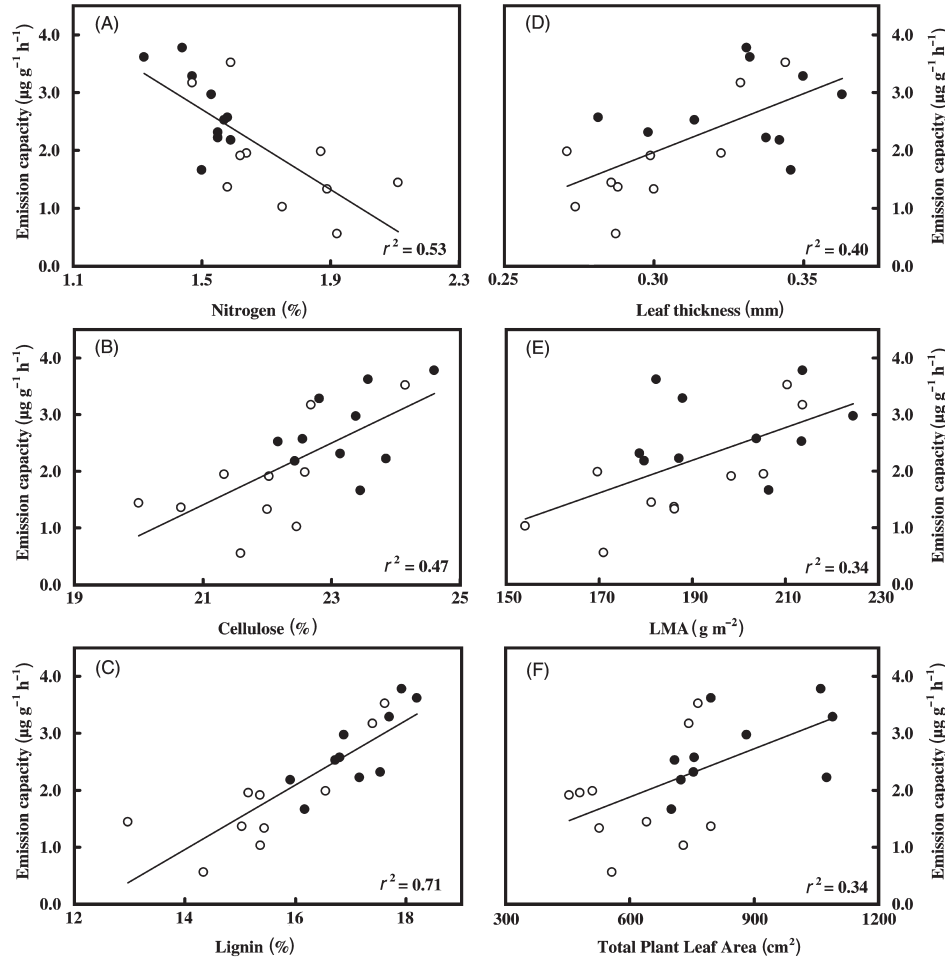 (A)
Emission capacity (µg g⁻¹ h⁻¹)
4.0
3.0
2.0
1.0
0.0
r² = 0.53
1.1 1.5 1.9 2.3
Nitrogen (%)
(D)
Emission capacity (µg g⁻¹ h⁻¹)
4.0
3.0
2.0
1.0
0.0
r² = 0.40
0.25 0.30 0.35
Leaf thickness (mm)
(B)
Emission capacity (µg g⁻¹ h⁻¹)
4.0
3.0
2.0
1.0
0.0
r² = 0.47
19 21 23 25
Cellulose (%)
(E)
Emission capacity (µg g⁻¹ h⁻¹)
4.0
3.0
2.0
1.0
0.0
r² = 0.34
150 170 190 210 230
LMA (g m⁻²)
(C)
Emission capacity (µg g⁻¹ h⁻¹)
4.0
3.0
2.0
1.0
0.0
r² = 0.71
12 14 16 18
Lignin (%)
(F)
Emission capacity (µg g⁻¹ h⁻¹)
4.0
3.0
2.0
1.0
0.0
r² = 0.34
300 600 900 1200
Total Plant Leaf Area (cm²)